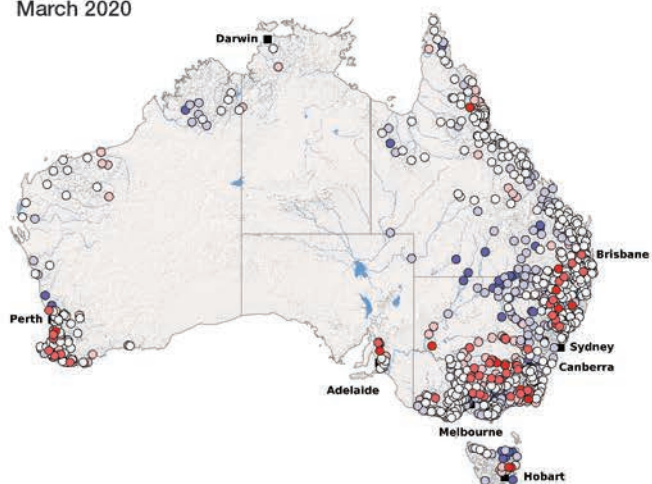 March 2020
Darwin
Brisbane
Perth
Sydney
Canberra
Adelaide
Melbourne
Hobart